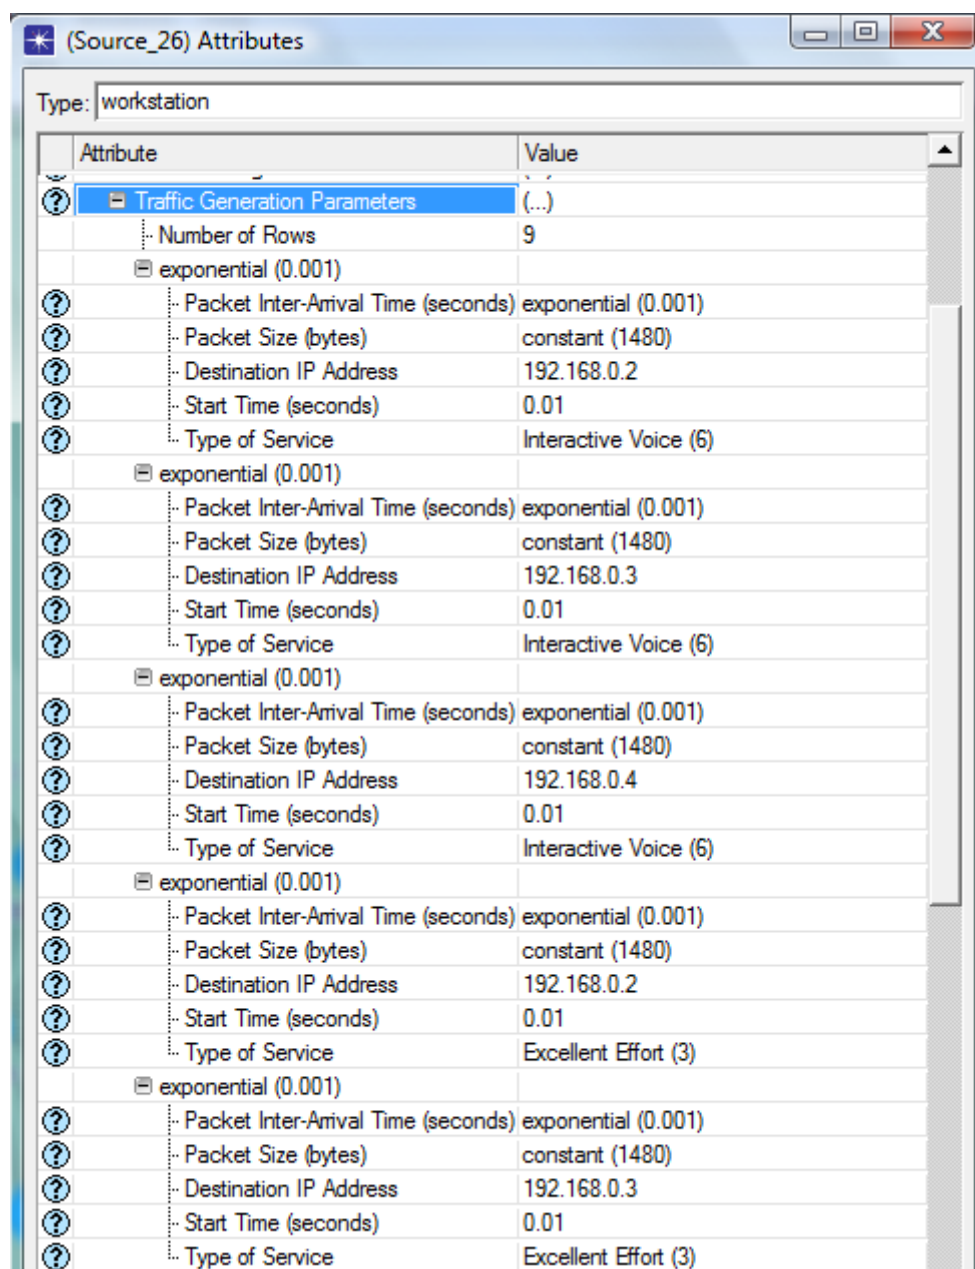 (Source_26) Attributes
Type: workstation
Attribute Value
Traffic Generation Parameters (...)
Number of Rows 9
exponential (0.001)
Packet Inter-Arrival Time (seconds) exponential (0.001)
Packet Size (bytes) constant (1480)
Destination IP Address 192.168.0.2
Start Time (seconds) 0.01
Type of Service Interactive Voice (6)
exponential (0.001)
Packet Inter-Arrival Time (seconds) exponential (0.001)
Packet Size (bytes) constant (1480)
Destination IP Address 192.168.0.3
Start Time (seconds) 0.01
Type of Service Interactive Voice (6)
exponential (0.001)
Packet Inter-Arrival Time (seconds) exponential (0.001)
Packet Size (bytes) constant (1480)
Destination IP Address 192.168.0.4
Start Time (seconds) 0.01
Type of Service Interactive Voice (6)
exponential (0.001)
Packet Inter-Arrival Time (seconds) exponential (0.001)
Packet Size (bytes) constant (1480)
Destination IP Address 192.168.0.2
Start Time (seconds) 0.01
Type of Service Excellent Effort (3)
exponential (0.001)
Packet Inter-Arrival Time (seconds) exponential (0.001)
Packet Size (bytes) constant (1480)
Destination IP Address 192.168.0.3
Start Time (seconds) 0.01
Type of Service Excellent Effort (3)